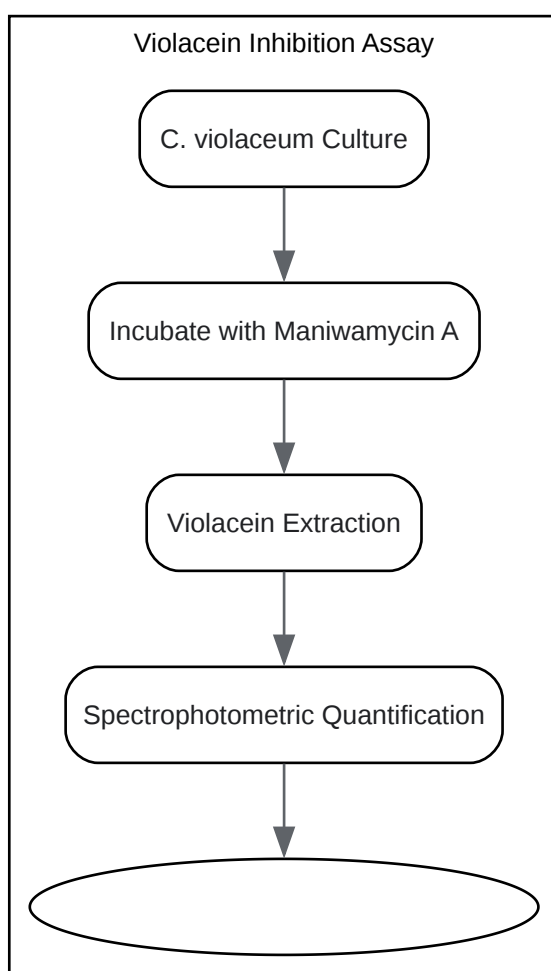 Violacein Inhibition Assay
C. violaceum Culture
Incubate with Maniwamycin A
Violacein Extraction
Spectrophotometric Quantification